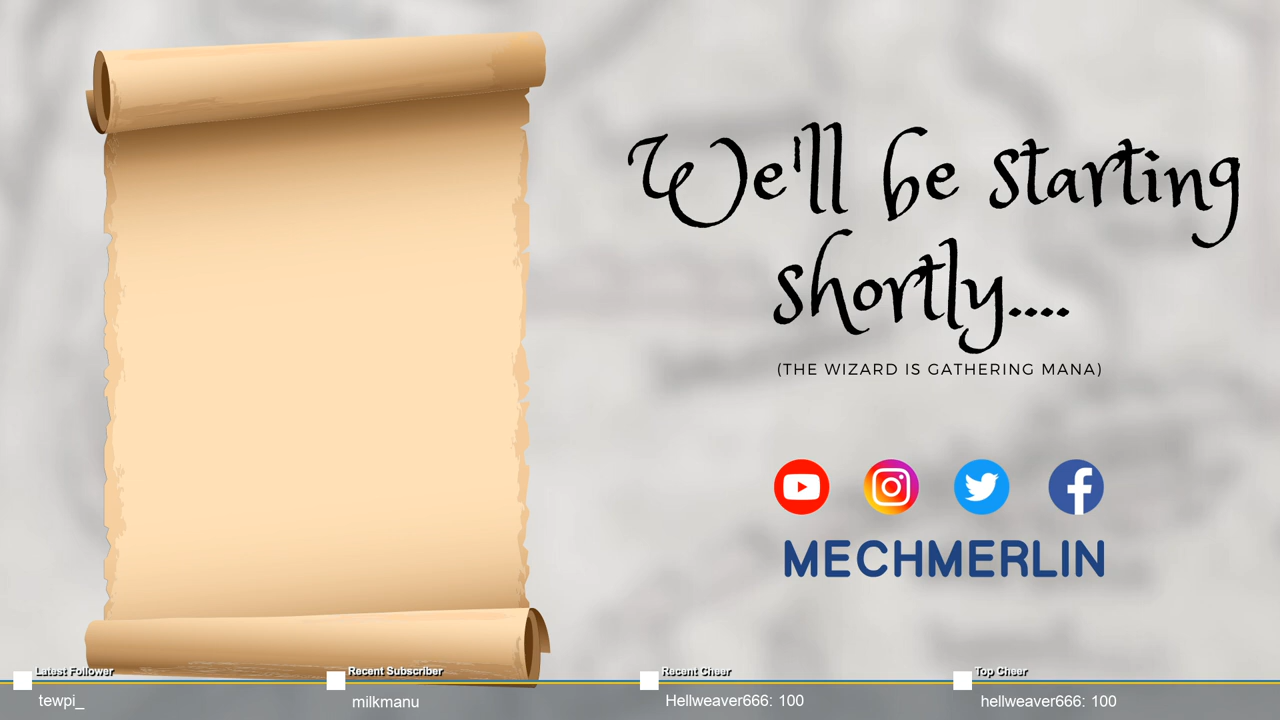 We'll be starting
shortly....
(THE WIZARD IS GATHERING MANA)
MECHMERLIN
Latest Follower
tewpi_
Recent Subscriber
milkmanu
Recent Cheer
Hellweaver666: 100
Top Cheer
hellweaver666: 100